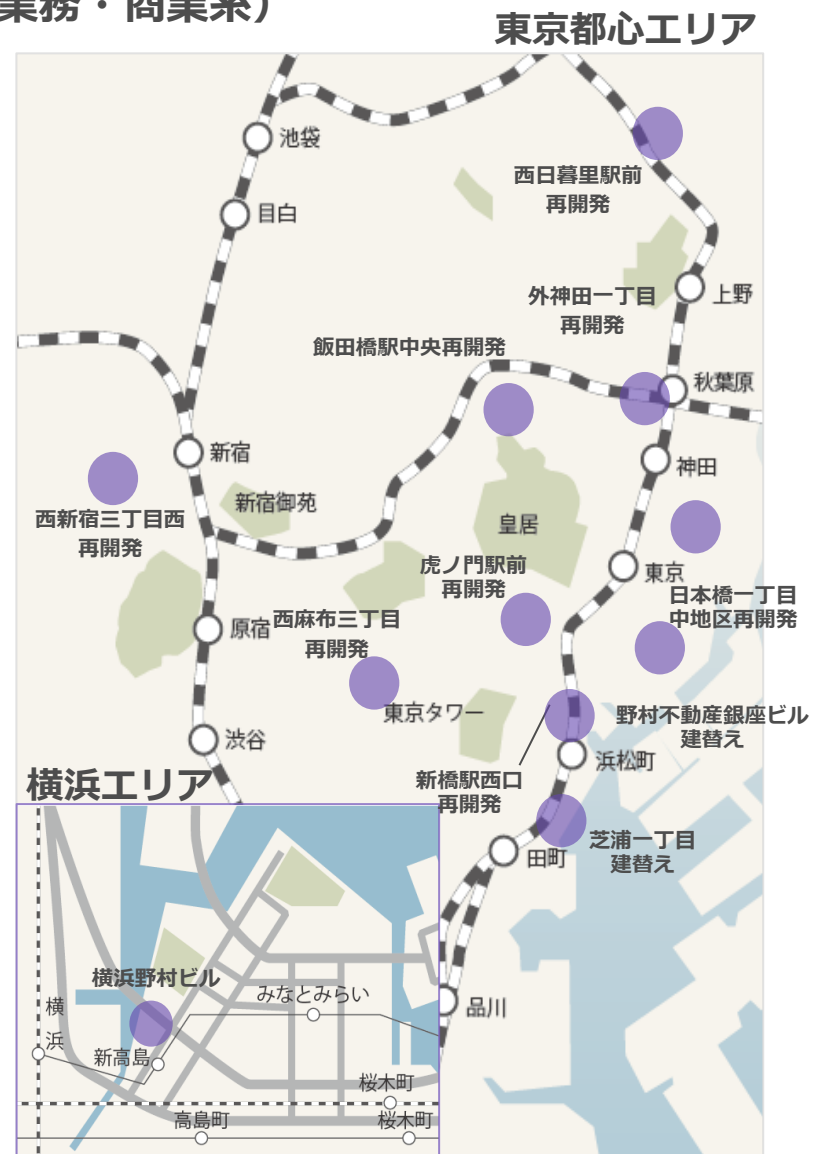 業務・商業系）
東京都心エリア
池袋
西日暮里駅前
再開発
目白
外神田一丁目
再開発
上野
飯田橋駅中央再開発
秋葉原
新宿
神田
新宿御苑
西新宿三丁目西
再開発
皇居
虎ノ門駅前
再開発
東京
日本橋一丁目
中地区再開発
原宿
西麻布三丁目
再開発
東京タワー
野村不動産銀座ビル
建替え
渋谷
浜松町
新橋駅西口
再開発
芝浦一丁目
建替え
田町
品川
横浜エリア
横浜野村ビル
みなとみらい
横
浜
新高島
桜木町
高島町
桜木町